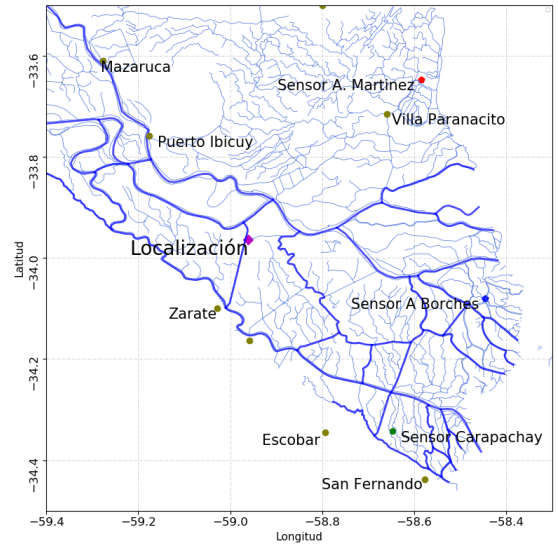 −33.6
−33.8
−34.0
−34.2
−34.4
Latitud
Mazaruca
Sensor A. Martinez
Villa Paranacito
Puerto Ibicuy
Localización
Sensor A Borches
Zarate
Escobar
Sensor Carapachay
San Fernando
−59.4 −59.2 −59.0 −58.8 −58.6 −58.4
Longitud